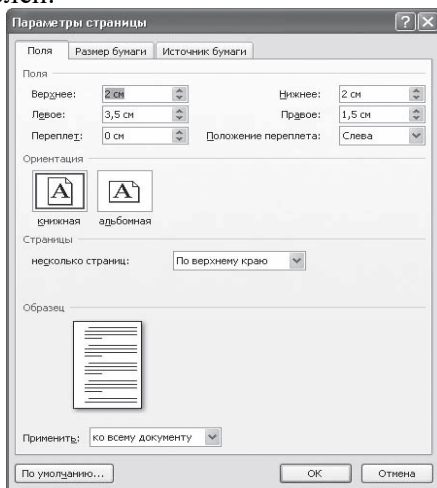 Параметры страницы
Поля Размер бумаги Источник бумаги
Поля
Верхнее: 2 см Нижнее: 2 см
Левое: 3,5 см Правое: 1,5 см
Переплет: 0 см Положение переплета: Слева
Ориентация
A A
книжная альбомная
Страницы
несколько страниц: По верхнему краю
Образец
Применить: ко всему документу
По умолчанию... ОК Отмена